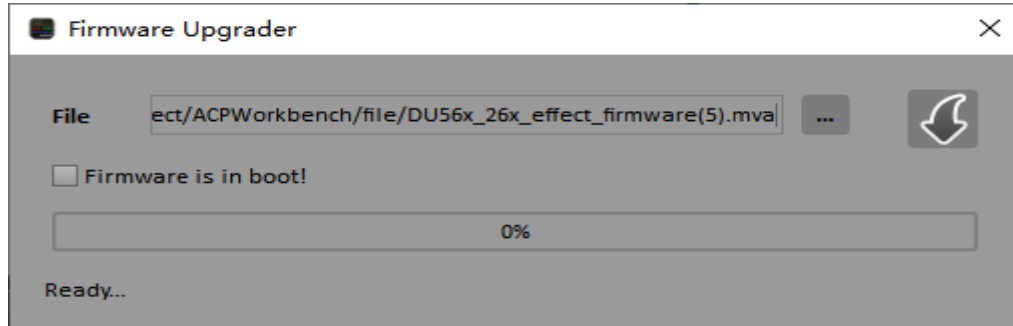 Firmware Upgrader
File ect/ACPWorkbench/file/DU56x_26x_effect_firmware(5).mva ...
Firmware is in boot!
0%
Ready...